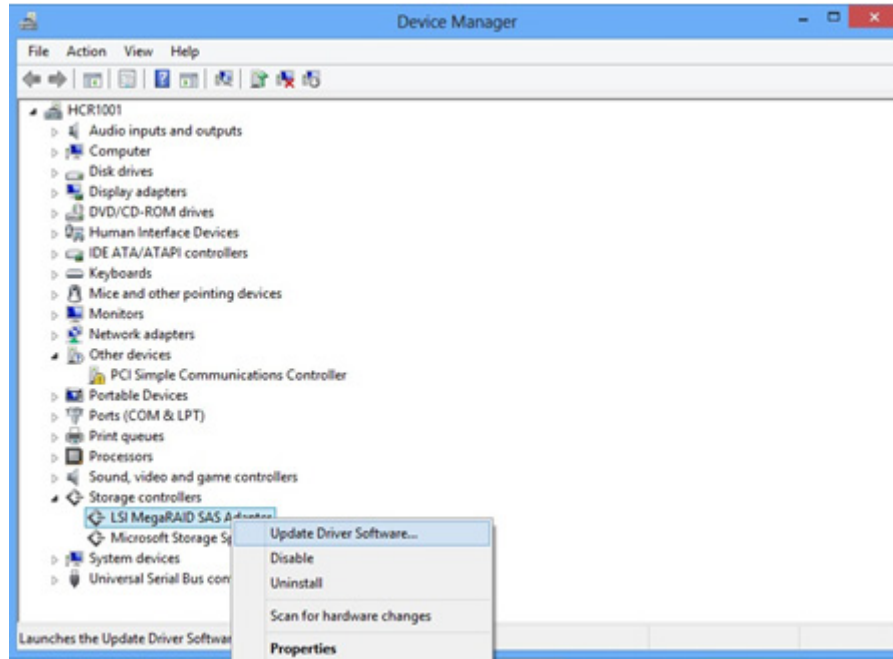 Device Manager
File Action View Help
HCR1001
Audio inputs and outputs
Computer
Disk drives
Display adapters
DVD/CD-ROM drives
Human Interface Devices
IDE ATA/ATAPI controllers
Keyboards
Mice and other pointing devices
Monitors
Network adapters
Other devices
PCI Simple Communications Controller
Portable Devices
Ports (COM & LPT)
Print queues
Processors
Sound, video and game controllers
Storage controllers
LSI MegaRAID SAS Adapter
Microsoft Storage Sp
System devices
Universal Serial Bus con
Update Driver Software...
Disable
Uninstall
Scan for hardware changes
Properties
Launches the Update Driver Softwar